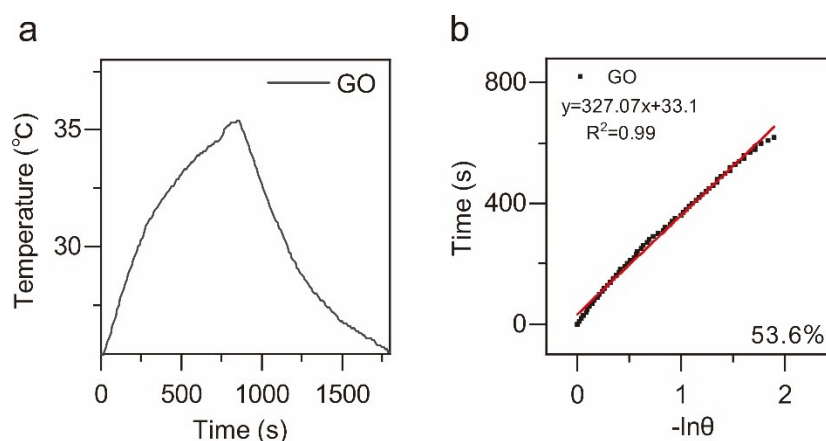 a
GO
35
30
Temperature (°C)
0 500 1000 1500
Time (s)
b
GO
y=327.07x+33.1
R²=0.99
800
400
0
Time (s)
53.6%
0 1 2
-lnθ